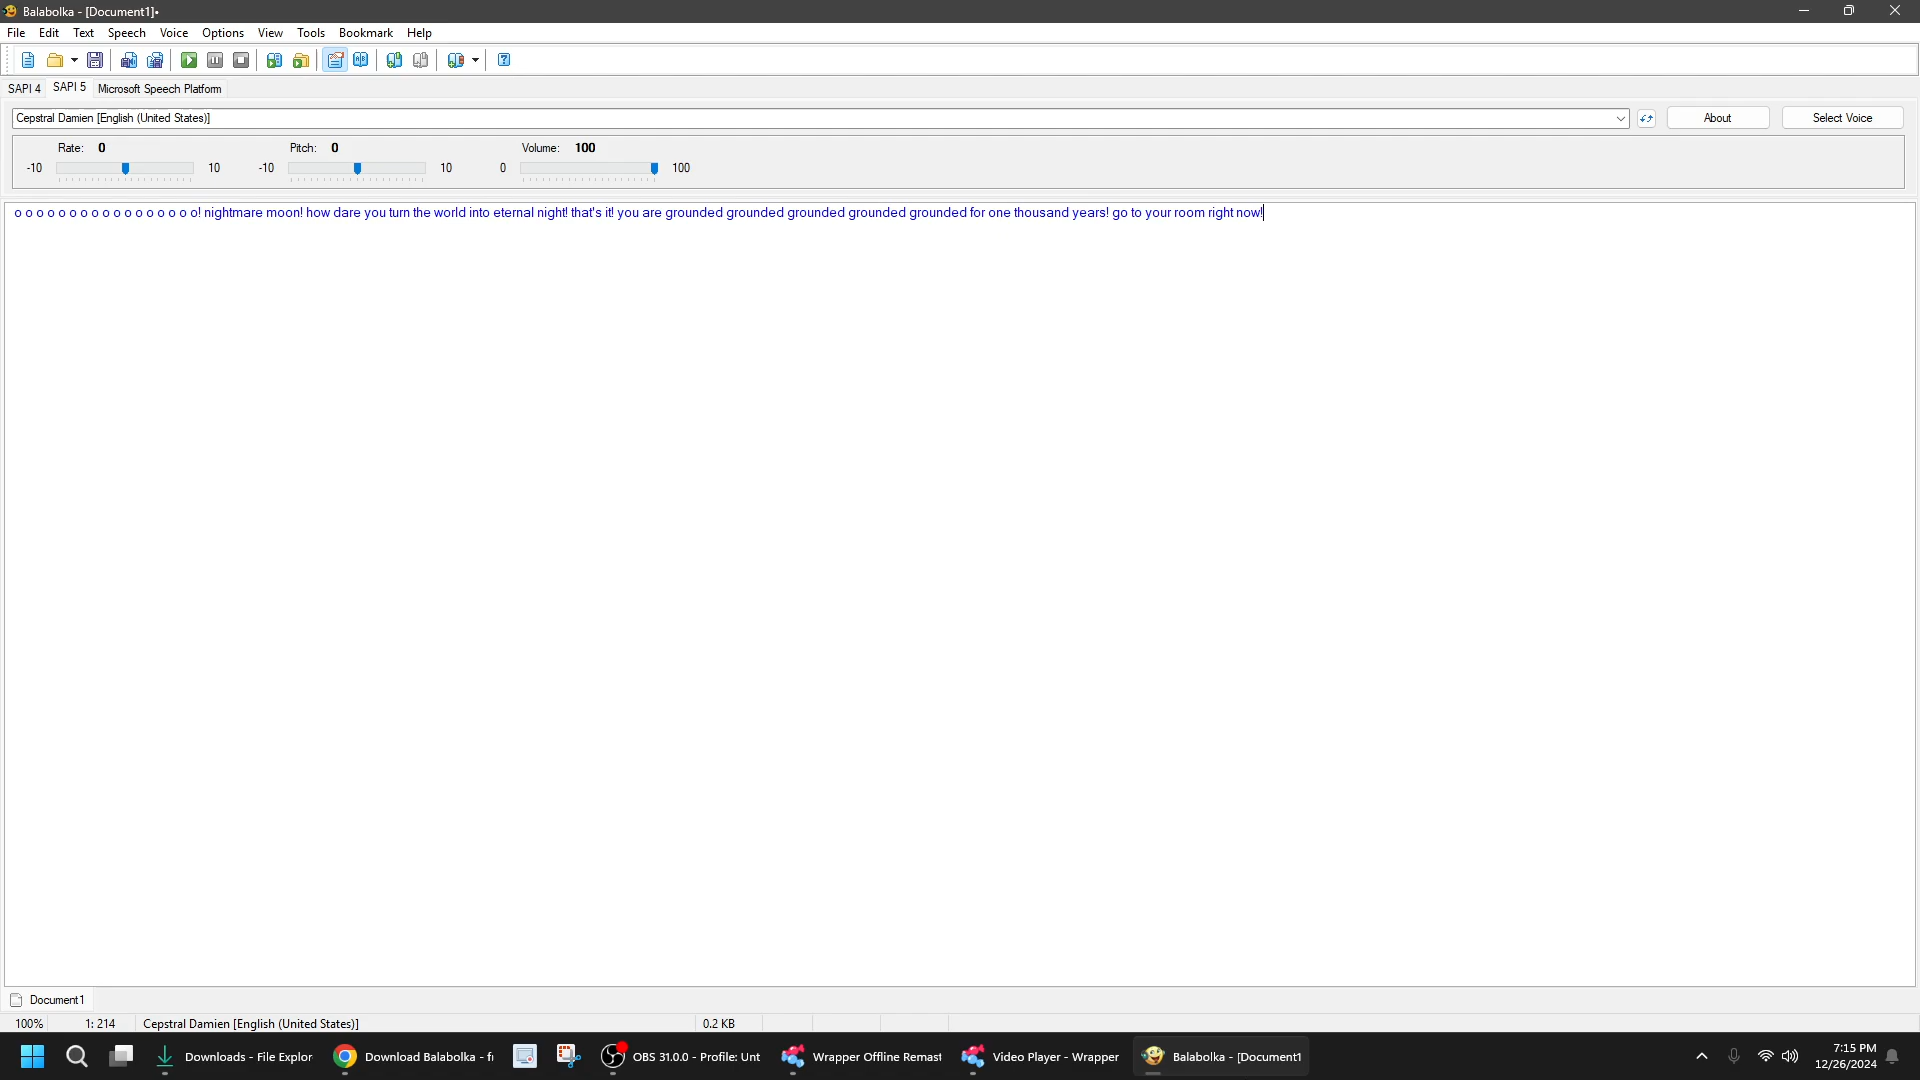 Balabolka - [Document1]•
File Edit Text Speech Voice Options View Tools Bookmark Help
SAPI 4 SAPI 5 Microsoft Speech Platform
Cepstral Damien [English (United States)] About Select Voice
Rate: 0 Pitch: 0 Volume: 100
-10 10 -10 10 0 100
o o o o o o o o o o o o o o o o o! nightmare moon! how dare you turn the world into eternal night! that's it! you are grounded grounded grounded grounded grounded for one thousand years! go to your room right now!
Document1
100% 1: 214 Cepstral Damien [English (United States)] 0.2 KB
Downloads - File Explor Download Balabolka - fr OBS 31.0.0 - Profile: Unt Wrapper Offline Remast Video Player - Wrapper Balabolka - [Document1 7:15 PM
12/26/2024